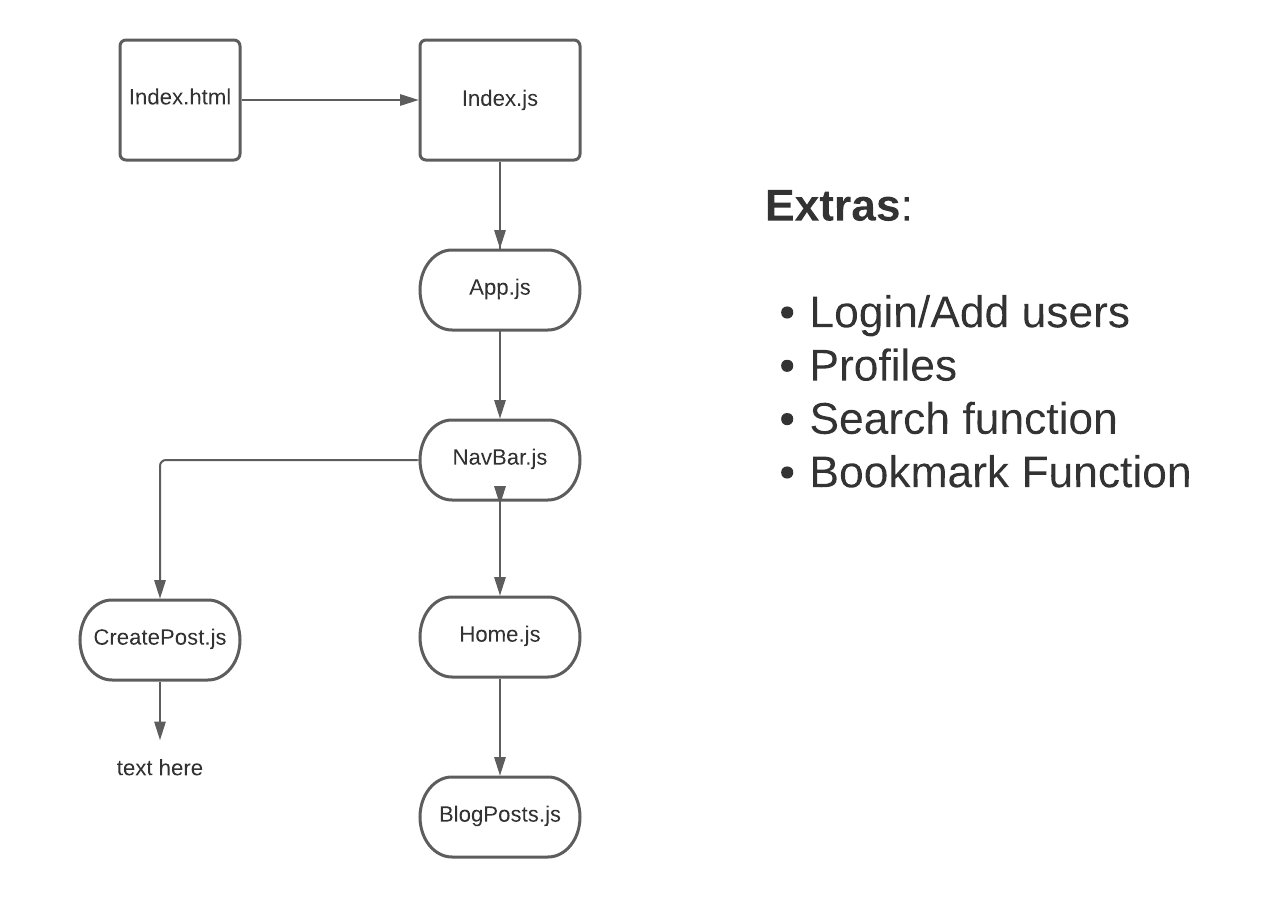 Index.html
Index.js
App.js
NavBar.js
CreatePost.js
Home.js
text here
BlogPosts.js
Extras:
• Login/Add users
• Profiles
• Search function
• Bookmark Function